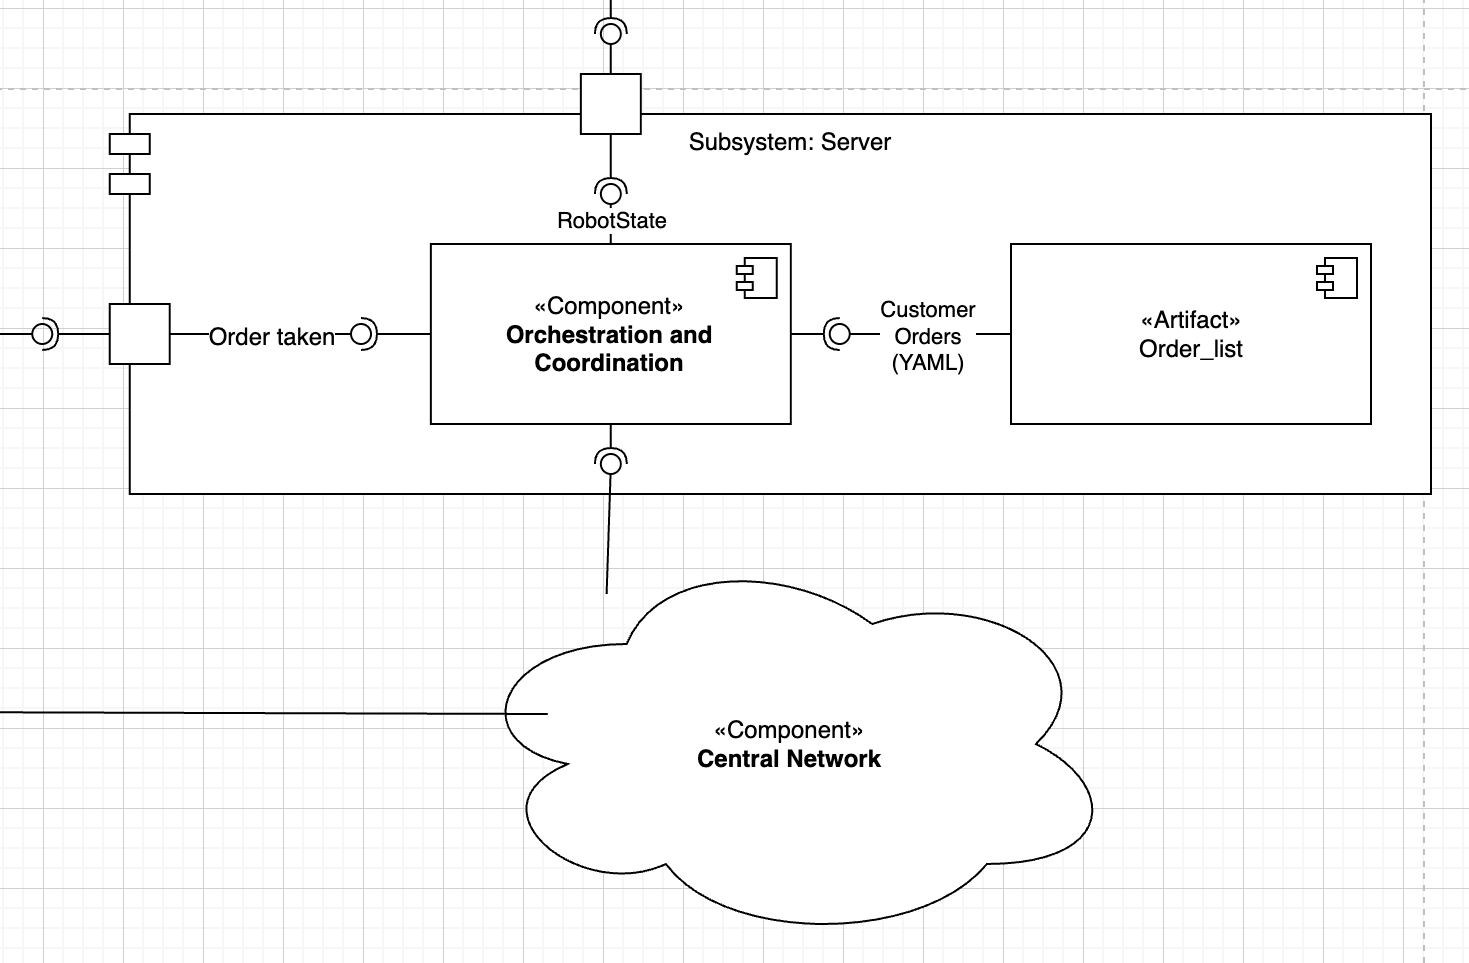 Subsystem: Server
RobotState
Order taken
«Component»
Orchestration and
Coordination
Customer
Orders
(YAML)
«Artifact»
Order_list
«Component»
Central Network